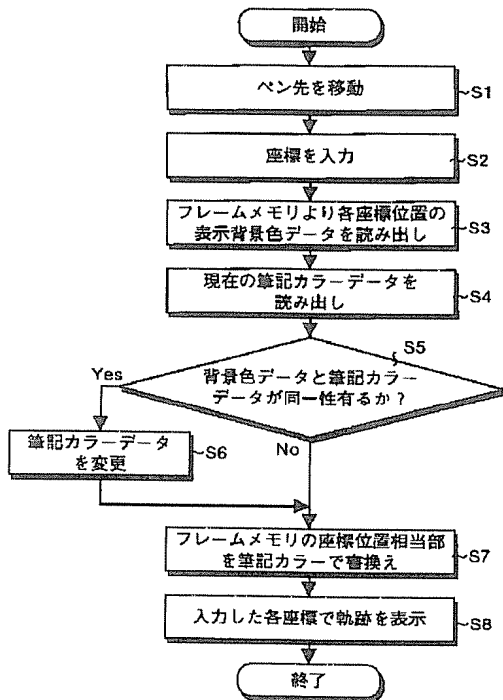 開始
ペン先を移動
~S1
座標を入力
~S2
フレームメモリより各座標位置の
表示背景色データを読み出し
~S3
現在の筆記カラーデータを
読み出し
~S4
S5
背景色データと筆記カラー
データが同一性有るか?
Yes
No
筆記カラーデータ
を変更
~S6
フレームメモリの座標位置相当部
を筆記カラーで書換え
~S7
入力した各座標で軌跡を表示
~S8
終了